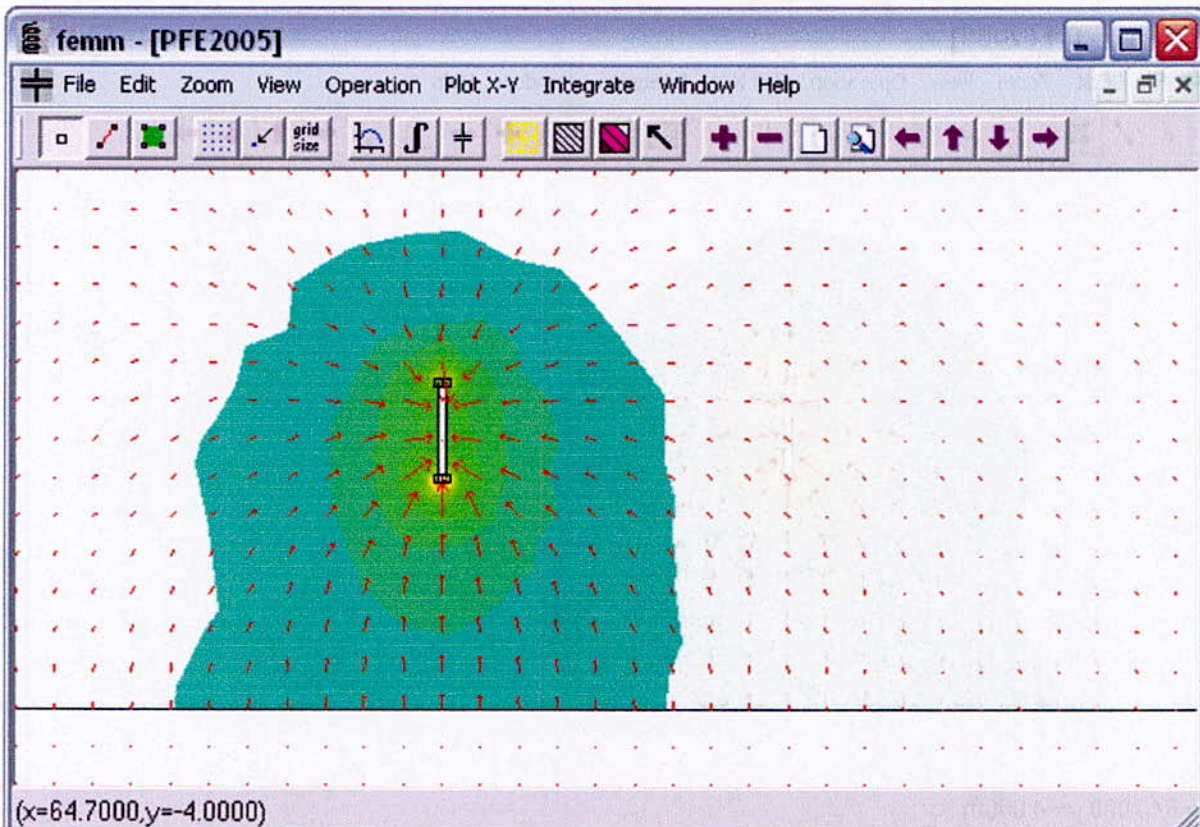 femm - [PFE2005]
File Edit Zoom View Operation Plot X-Y Integrate Window Help
grid
size
(x=64.7000,y=-4.0000)